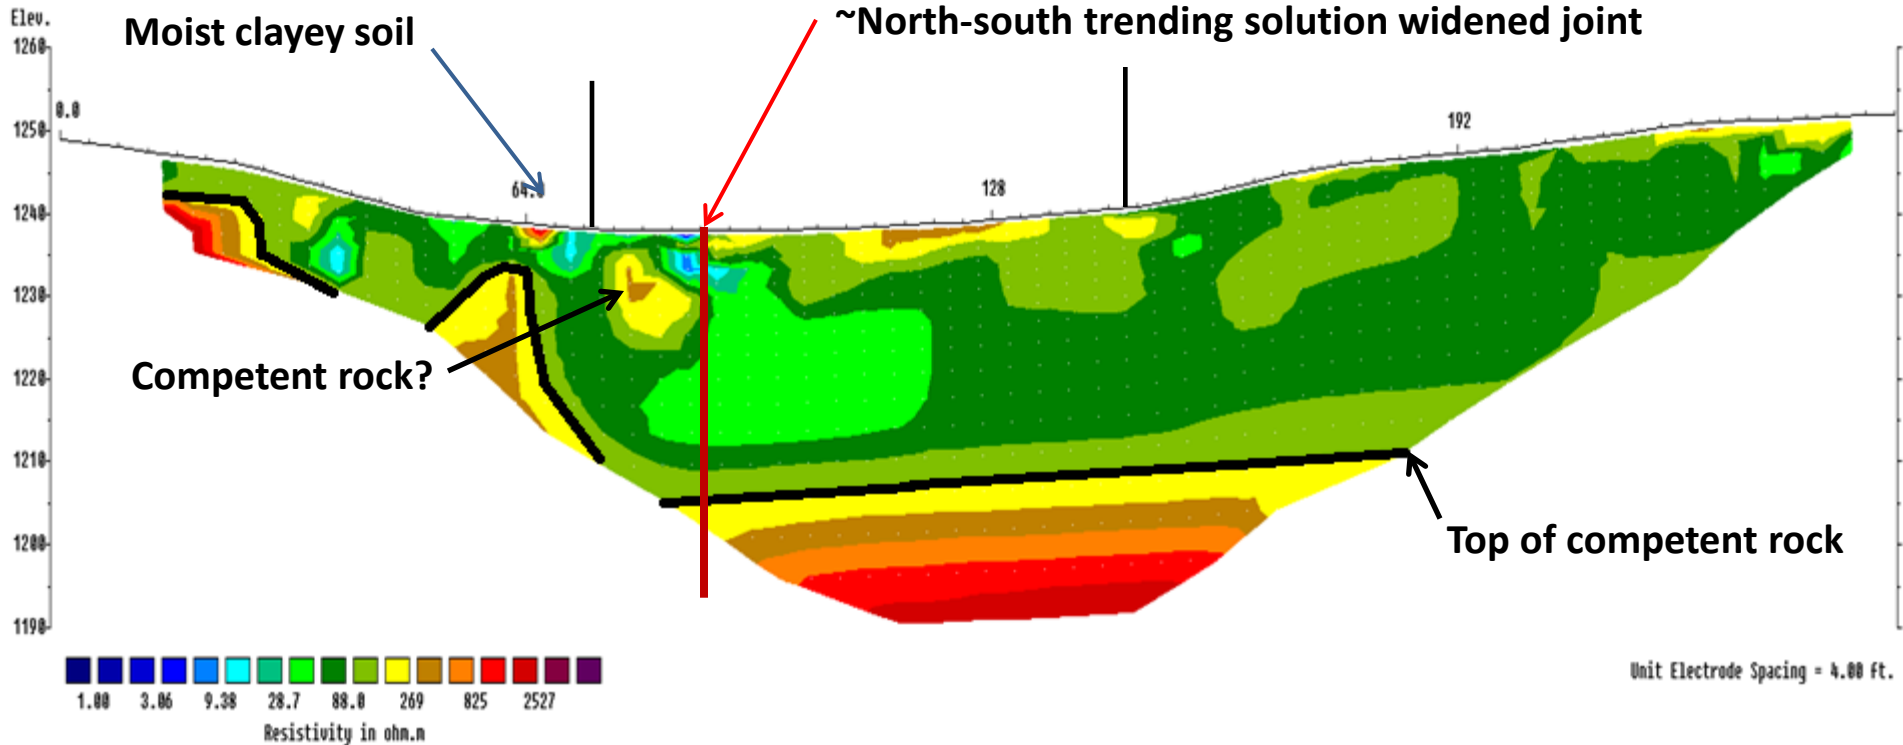 Elev.
Moist clayey soil
~North-south trending solution widened joint
1260
0.0
1250
192
64.0
128
1240
1230
Competent rock?
1220
1210
1200
Top of competent rock
1190
1.00 3.06 9.38 28.7 88.0 269 825 2527
Resistivity in ohm.m
Unit Electrode Spacing = 4.00 ft.